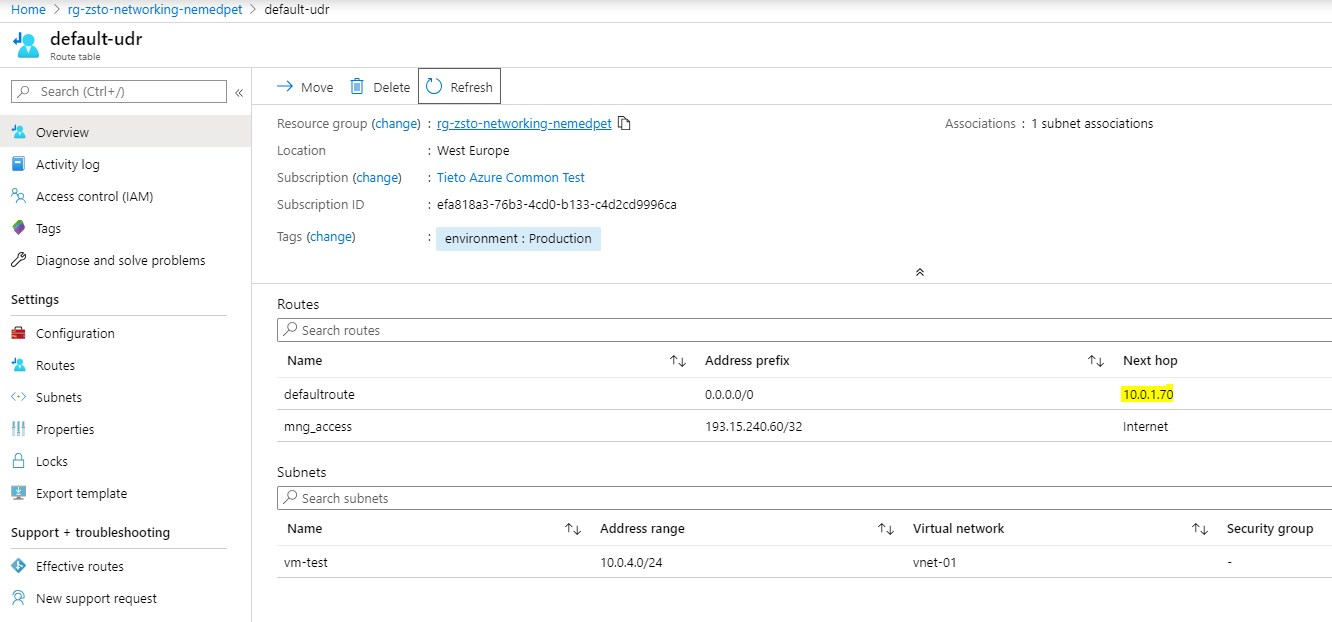 Home > rg-zsto-networking-nemedpet > default-udr
default-udr
Route table
Search (Ctrl+/)
«
Overview
Activity log
Access control (IAM)
Tags
Diagnose and solve problems
Settings
Configuration
Routes
Subnets
Properties
Locks
Export template
Support + troubleshooting
Effective routes
New support request
Move Delete Refresh
Resource group (change) : rg-zsto-networking-nemedpet Associations : 1 subnet associations
Location : West Europe
Subscription (change) : Tieto Azure Common Test
Subscription ID : efa818a3-76b3-4cd0-b133-c4d2cd9996ca
Tags (change) : environment : Production
Routes
Search routes
Name Address prefix Next hop
defaultroute 0.0.0.0/0 10.0.1.70
mng_access 193.15.240.60/32 Internet
Subnets
Search subnets
Name Address range Virtual network Security group
vm-test 10.0.4.0/24 vnet-01 -